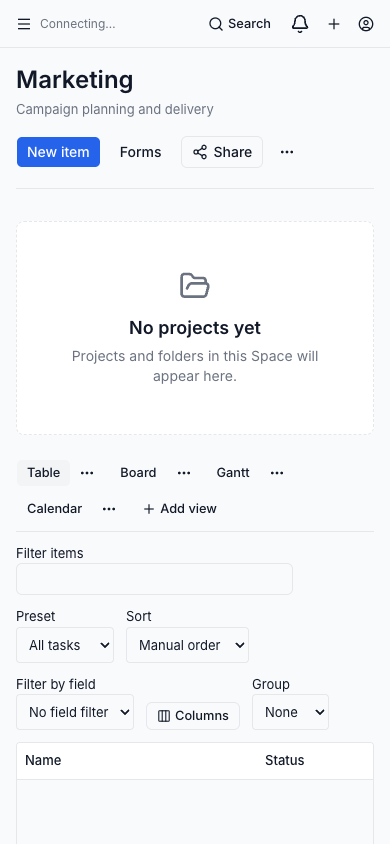 Connecting...
Search
Marketing
Campaign planning and delivery
New item
Forms
Share
No projects yet
Projects and folders in this Space will
appear here.
Table
Board
Gantt
Calendar
Add view
Filter items
Preset
Sort
All tasks
Manual order
Filter by field
Group
No field filter
Columns
None
Name
Status